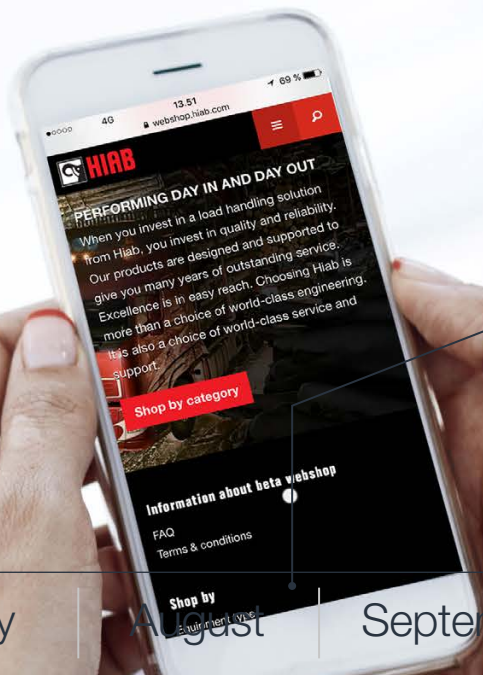 4G 13.51 69 %
webshop.hiab.com
HIAB
PERFORMING DAY IN AND DAY OUT
When you invest in a load handling solution
from Hiab, you invest in quality and reliability.
Our products are designed and supported to
give you many years of outstanding service.
Excellence is in easy reach. Choosing Hiab is
more than a choice of world-class engineering.
It is also a choice of world-class service and
support.
Shop by category
Information about beta webshop
FAQ
Terms & conditions
Shop by
Equipment type
y August Septem